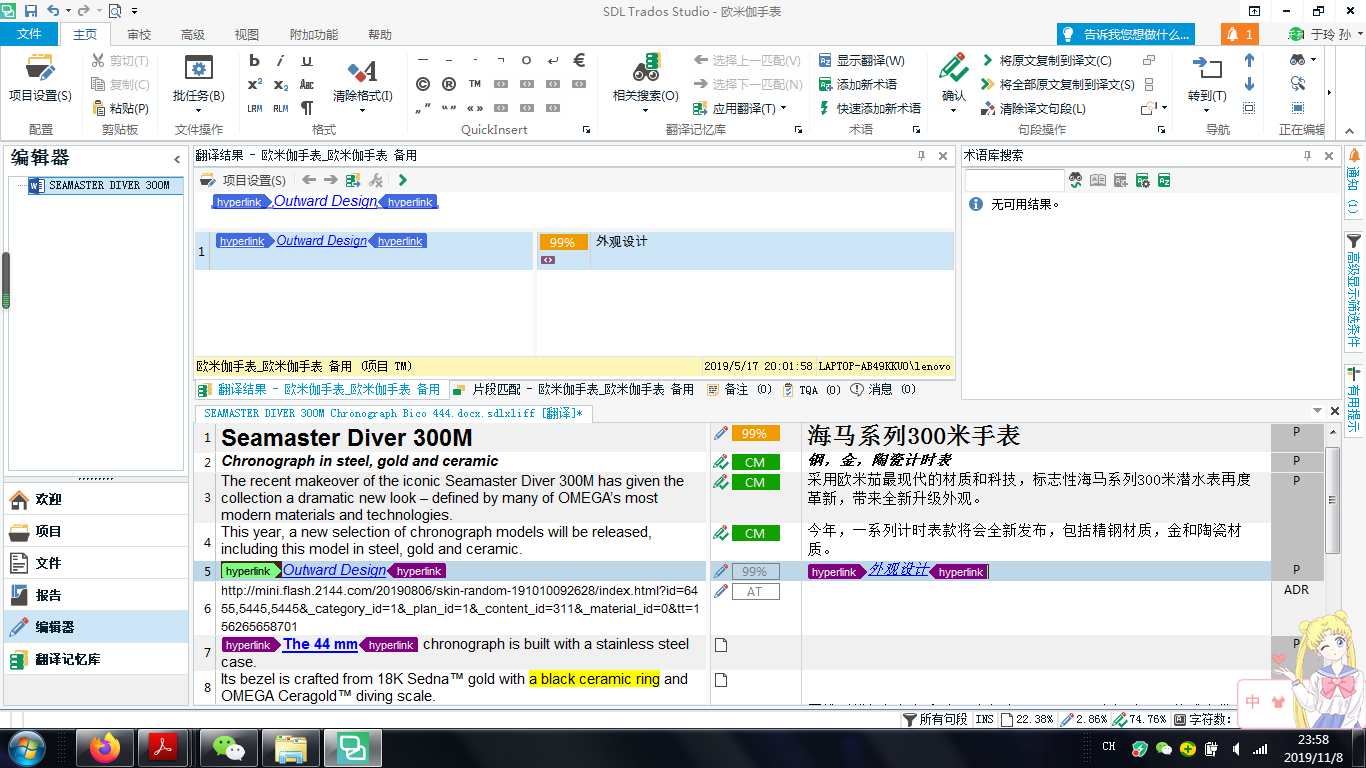 SDL Trados Studio - 欧米伽手表
文件 主页 审校 高级 视图 附加功能 帮助
告诉我您想做什么...
1
于玲 孙
项目设置(S)
配置
剪切(T)
复制(C)
粘贴(P)
剪贴板
批任务(B)
文件操作
b i U
x² x₂ Abc
LRM RLM ¶
清除格式(I)
格式
© ® TM
QuickInsert
相关搜索(O)
选择上一匹配(V)
选择下一匹配(N)
应用翻译(T)
翻译记忆库
显示翻译(W)
添加新术语
快速添加新术语
术语
确认
将原文复制到译文(C)
将全部原文复制到译文(S)
清除译文句段(L)
句段操作
转到(T)
导航
正在编辑
编辑器
SEAMASTER DIVER 300M
欢迎
项目
文件
报告
编辑器
翻译记忆库
翻译结果 - 欧米伽手表_欧米伽手表 备用
项目设置(S)
hyperlink Outward Design hyperlink
1 hyperlink Outward Design hyperlink 99% 外观设计
欧米伽手表_欧米伽手表 备用 (项目 TM) 2019/5/17 20:01:58 LAPTOP-AB49KKUO\lenovo
翻译结果 - 欧米伽手表_欧米伽手表 备用 片段匹配 - 欧米伽手表_欧米伽手表 备用 备注 (0) TQA (0) 消息 (0)
术语库搜索
无可用结果。
通知 (1)
高级显示筛选条件
有用提示
SEAMASTER DIVER 300M Chronograph Bico 444.docx.sdlxliff [翻译]*
1 Seamaster Diver 300M 99% 海马系列300米手表 P
2 Chronograph in steel, gold and ceramic CM 钢，金，陶瓷计时表 P
3 The recent makeover of the iconic Seamaster Diver 300M has given the
collection a dramatic new look – defined by many of OMEGA's most
modern materials and technologies.
CM 采用欧米茄最现代的材质和科技，标志性海马系列300米潜水表再度
革新，带来全新升级外观。 P
4 This year, a new selection of chronograph models will be released,
including this model in steel, gold and ceramic.
CM 今年，一系列计时表款将会全新发布，包括精钢材质，金和陶瓷材
质。
5 hyperlink Outward Design hyperlink 99% hyperlink 外观设计 hyperlink P
6 http://mini.flash.2144.com/20190806/skin-random-191010092628/index.html?id=64
55,5445,5445&_category_id=1&_plan_id=1&_content_id=311&_material_id=0&tt=1
56265658701
AT ADR
7 hyperlink The 44 mm hyperlink chronograph is built with a stainless steel
case.
P
8 Its bezel is crafted from 18K Sedna™ gold with a black ceramic ring and
OMEGA Ceragold™ diving scale.
中
所有句段 INS 22.38% 2.86% 74.76% 字符数:
CH
23:58
2019/11/8